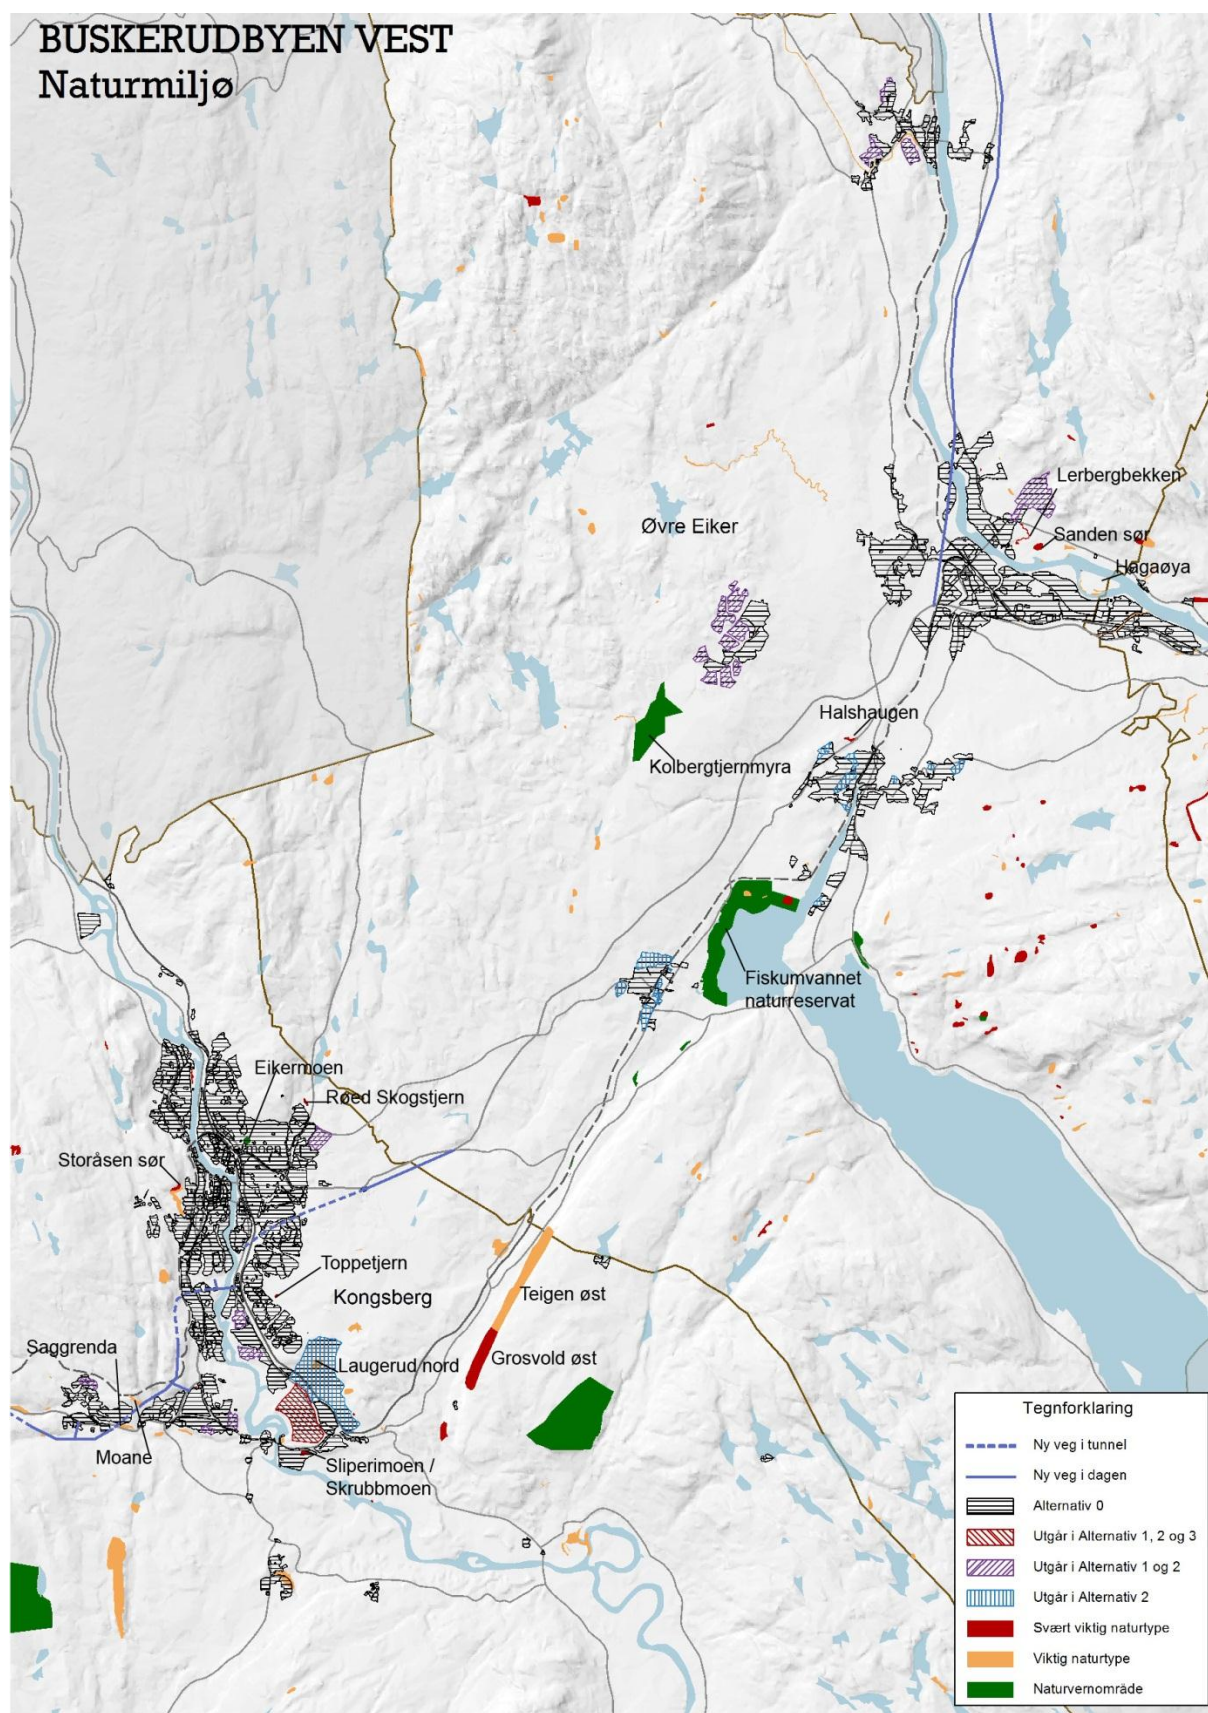 BUSKERUDBYEN VEST
Naturmiljø
Lerbergbekken
Øvre Eiker
Sanden sør
Hagaøya
Halshaugen
Kolbergtjernmyra
Fiskumvannet
naturreservat
Eikermoen
Røed Skogstjern
Storåsen sør
Toppetjern
Kongsberg
Teigen øst
Saggrenda
Laugerud nord
Grosvold øst
Moane
Sliperimoen /
Skrubbmoen
Tegnforklaring
Ny veg i tunnel
Ny veg i dagen
Alternativ 0
Utgår i Alternativ 1, 2 og 3
Utgår i Alternativ 1 og 2
Utgår i Alternativ 2
Svært viktig naturtype
Viktig naturtype
Naturvernområde